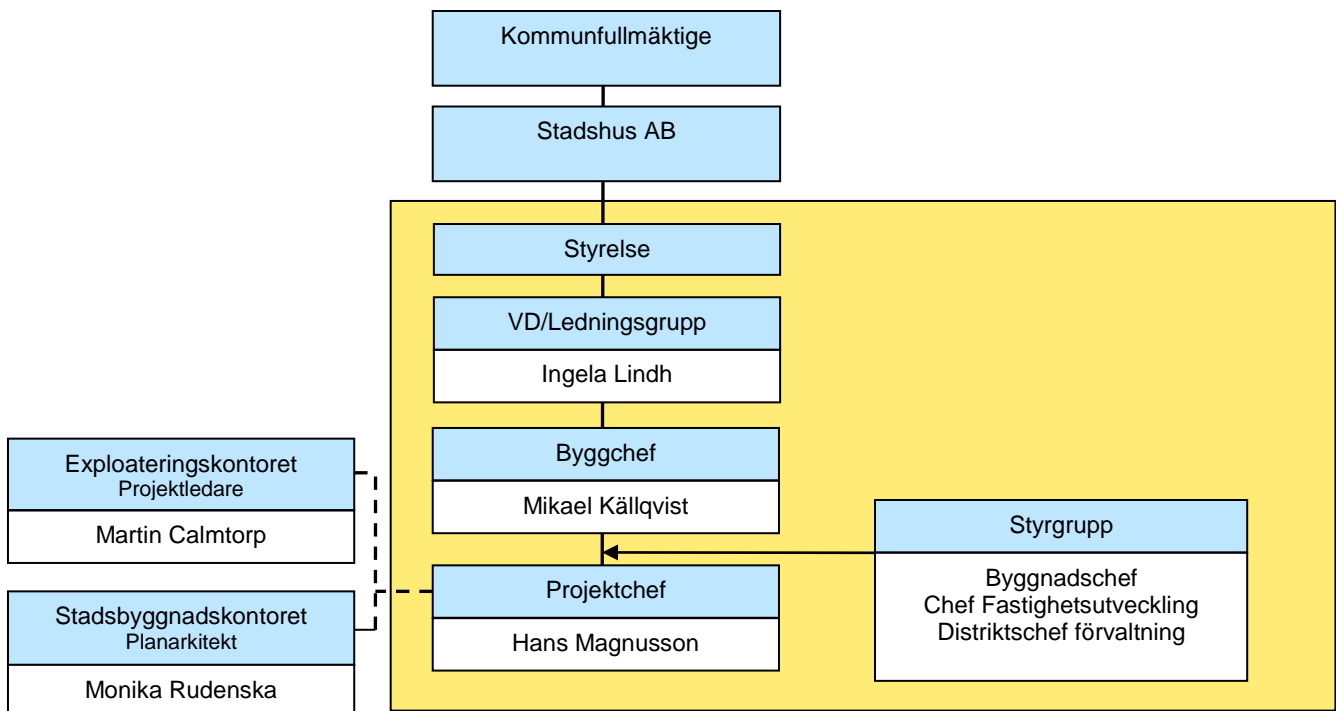 Kommunfullmäktige
Stadshus AB
Styrelse
VD/Ledningsgrupp
Ingela Lindh
Byggchef
Mikael Källqvist
Exploateringskontoret
Projektledare
Martin Calmtorp
Styrgrupp
Byggnadschef
Chef Fastighetsutveckling
Distriktschef förvaltning
Projektchef
Hans Magnusson
Stadsbyggnadskontoret
Planarkitekt
Monika Rudenska